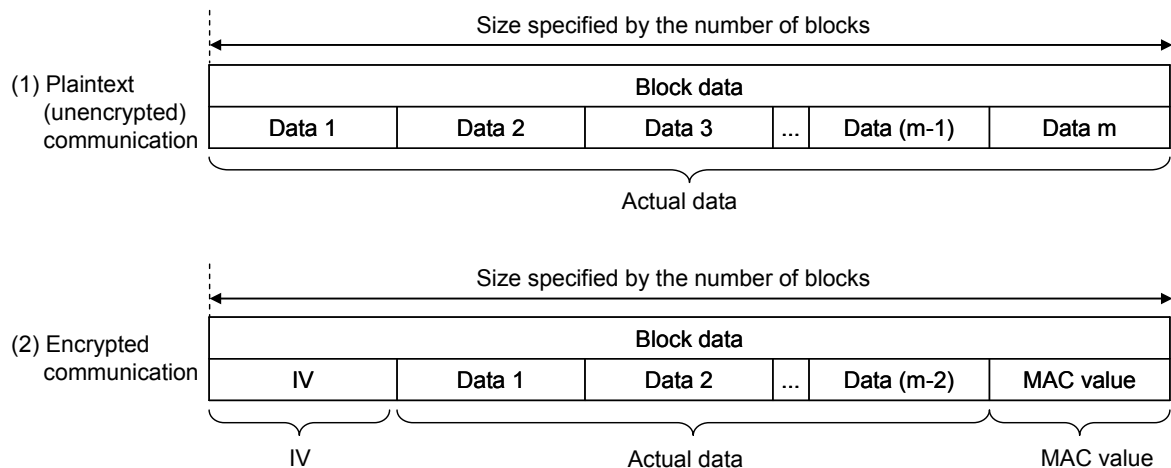 Size specified by the number of blocks
(1) Plaintext
(unencrypted)
communication
Block data
Data 1 Data 2 Data 3 ... Data (m-1) Data m
Actual data
Size specified by the number of blocks
(2) Encrypted
communication
Block data
IV Data 1 Data 2 ... Data (m-2) MAC value
IV Actual data MAC value